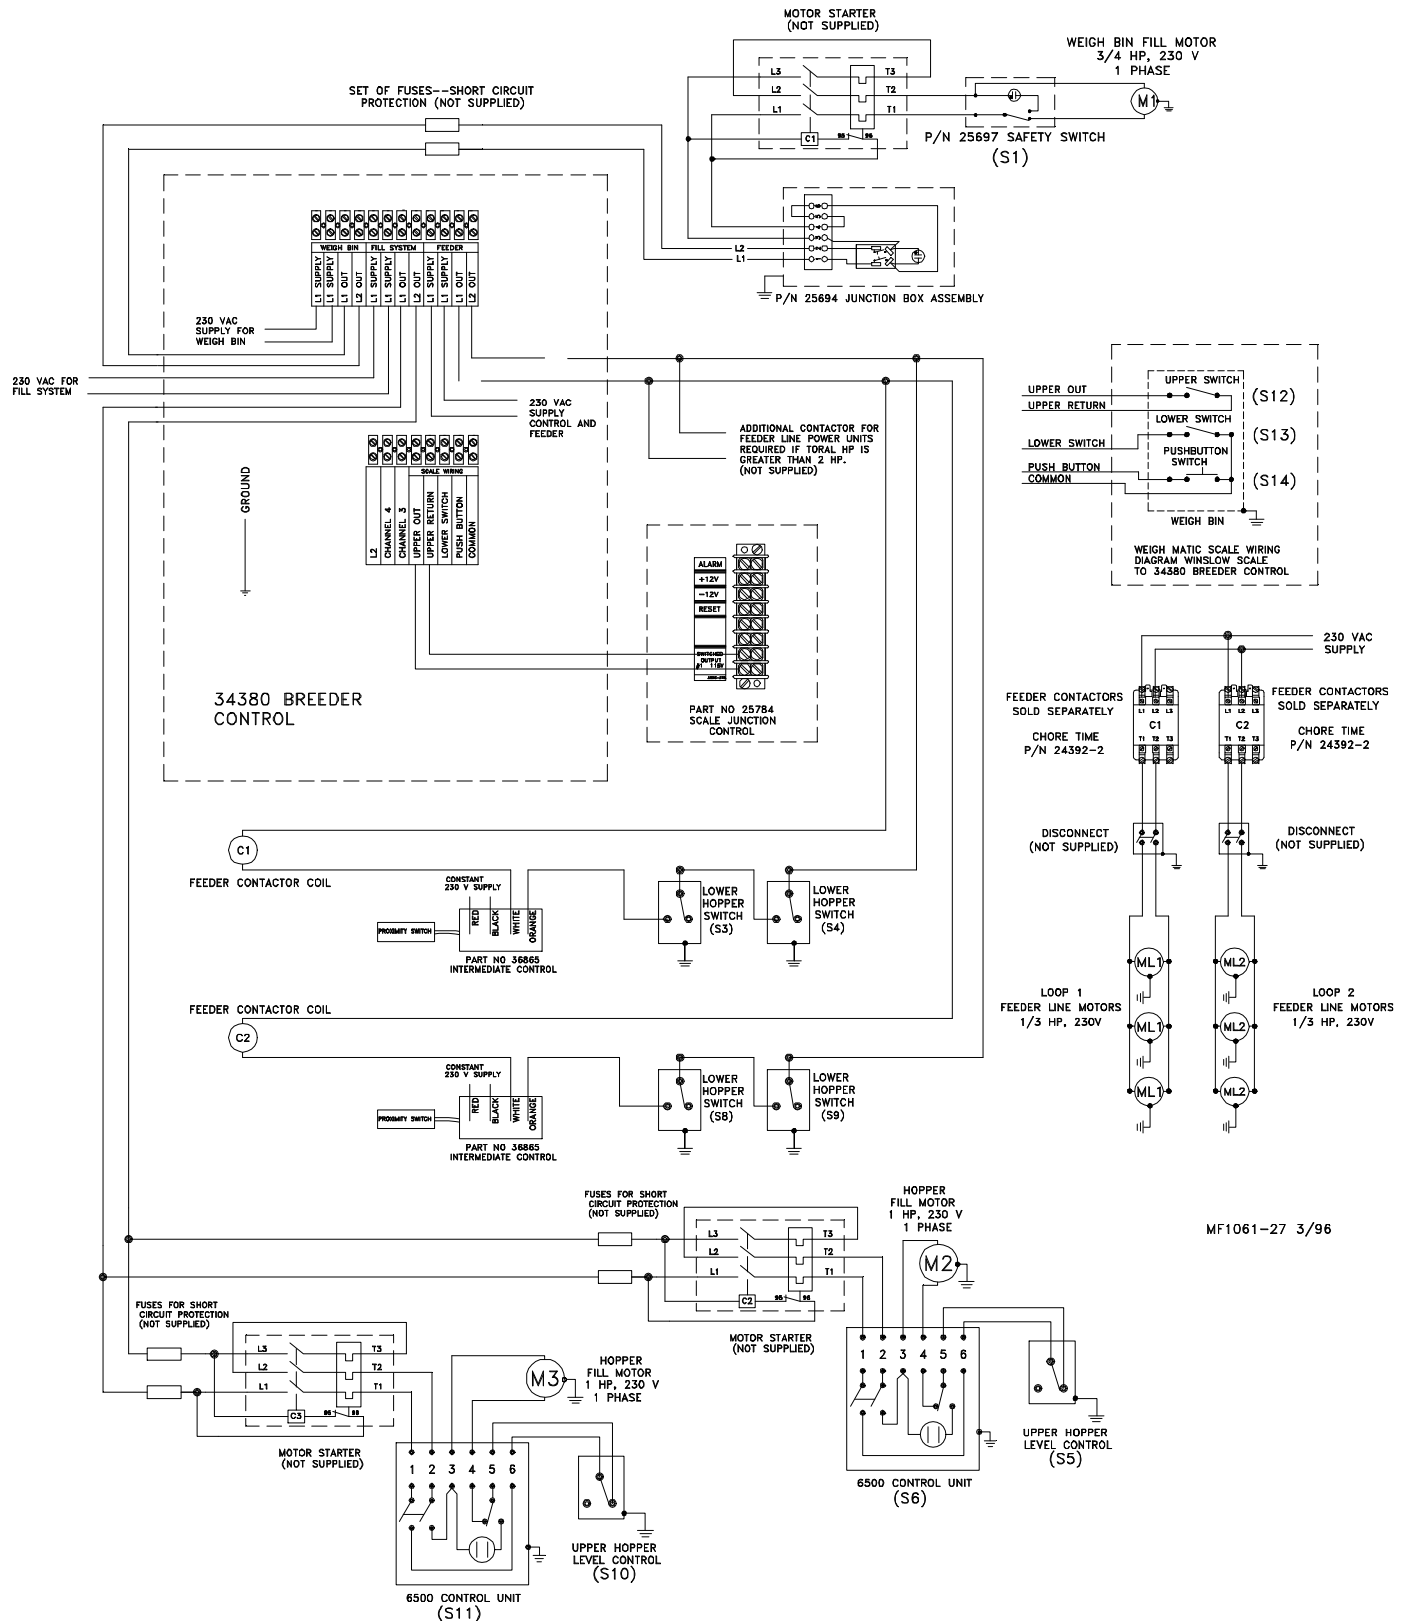 MOTOR STARTER
(NOT SUPPLIED)
WEIGH BIN FILL MOTOR
3/4 HP, 230 V
1 PHASE
L3
T3
L2
T2
L1
T1
C1
95
96
M1
P/N 25697 SAFETY SWITCH
(S1)
SET OF FUSES--SHORT CIRCUIT
PROTECTION (NOT SUPPLIED)
L2
L1
P/N 25694 JUNCTION BOX ASSEMBLY
WEIGH BIN
FILL SYSTEM
FEEDER
L1 SUPPLY
L1 SUPPLY
L1 OUT
L2 OUT
L1 SUPPLY
L1 SUPPLY
L1 OUT
L2 OUT
L1 SUPPLY
L1 SUPPLY
L1 OUT
L2 OUT
230 VAC
SUPPLY FOR
WEIGH BIN
230 VAC FOR
FILL SYSTEM
230 VAC
SUPPLY
CONTROL AND
FEEDER
ADDITIONAL CONTACTOR FOR
FEEDER LINE POWER UNITS
REQUIRED IF TORAL HP IS
GREATER THAN 2 HP.
(NOT SUPPLIED)
UPPER OUT
UPPER RETURN
LOWER SWITCH
PUSH BUTTON
COMMON
UPPER SWITCH
(S12)
LOWER SWITCH
(S13)
PUSHBUTTON
SWITCH
(S14)
WEIGH BIN
WEIGH MATIC SCALE WIRING
DIAGRAM WINSLOW SCALE
TO 34380 BREEDER CONTROL
GROUND
SCALE WIRING
L2
CHANNEL 4
CHANNEL 3
UPPER OUT
UPPER RETURN
LOWER SWITCH
PUSH BUTTON
COMMON
ALARM
+12V
-12V
RESET
SWITCHED
OUTPUT
PART NO 25784
SCALE JUNCTION
CONTROL
34380 BREEDER
CONTROL
230 VAC
SUPPLY
FEEDER CONTACTORS
SOLD SEPARATELY
CHORE TIME
P/N 24392-2
L1 L2 L3
C1
T1 T2 T3
L1 L2 L3
C2
T1 T2 T3
FEEDER CONTACTORS
SOLD SEPARATELY
CHORE TIME
P/N 24392-2
DISCONNECT
(NOT SUPPLIED)
DISCONNECT
(NOT SUPPLIED)
LOOP 1
FEEDER LINE MOTORS
1/3 HP, 230V
ML1
ML1
ML1
ML2
ML2
ML2
LOOP 2
FEEDER LINE MOTORS
1/3 HP, 230V
C1
FEEDER CONTACTOR COIL
CONSTANT
230 V SUPPLY
RED
BLACK
WHITE
ORANGE
PROXIMITY SWITCH
PART NO 36865
INTERMEDIATE CONTROL
LOWER
HOPPER
SWITCH
(S3)
LOWER
HOPPER
SWITCH
(S4)
FEEDER CONTACTOR COIL
C2
CONSTANT
230 V SUPPLY
RED
BLACK
WHITE
ORANGE
PROXIMITY SWITCH
PART NO 36865
INTERMEDIATE CONTROL
LOWER
HOPPER
SWITCH
(S8)
LOWER
HOPPER
SWITCH
(S9)
FUSES FOR SHORT
CIRCUIT PROTECTION
(NOT SUPPLIED)
L3
T3
L2
T2
L1
T1
C2
95
96
MOTOR STARTER
(NOT SUPPLIED)
HOPPER
FILL MOTOR
1 HP, 230 V
1 PHASE
M2
1 2 3 4 5 6
6500 CONTROL UNIT
(S6)
UPPER HOPPER
LEVEL CONTROL
(S5)
MF1061-27 3/96
FUSES FOR SHORT
CIRCUIT PROTECTION
(NOT SUPPLIED)
L3
T3
L2
T2
L1
T1
C3
MOTOR STARTER
(NOT SUPPLIED)
HOPPER
FILL MOTOR
1 HP, 230 V
1 PHASE
M3
1 2 3 4 5 6
6500 CONTROL UNIT
(S11)
UPPER HOPPER
LEVEL CONTROL
(S10)